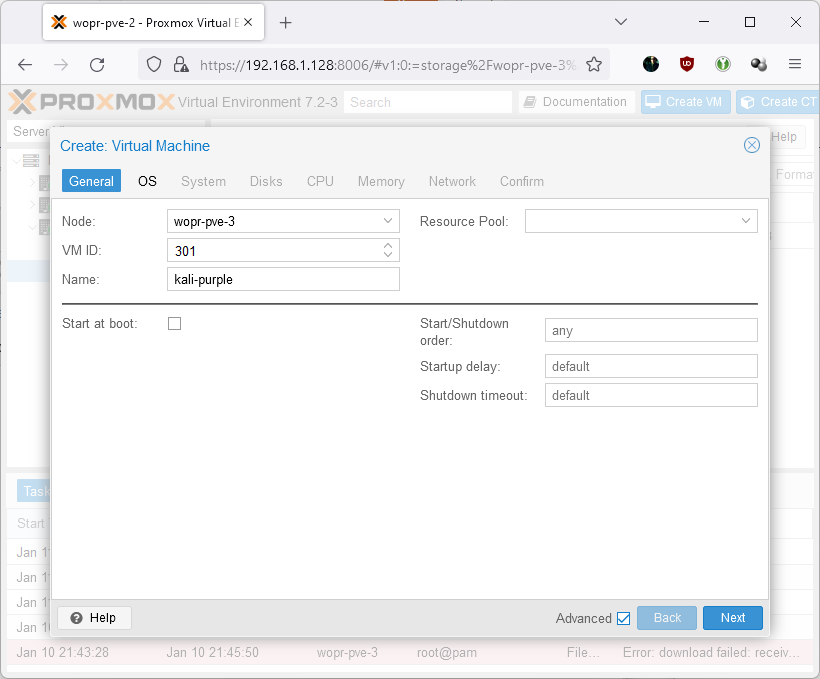 wopr-pve-2 - Proxmox Virtual E
https://192.168.1.128:8006/#v1:0:=storage%2Fwopr-pve-3%
PROXMOX Virtual Environment 7.2-3 Search Documentation Create VM Create CT
Server
Help
Create: Virtual Machine
General OS System Disks CPU Memory Network Confirm
Forma
Node: wopr-pve-3 Resource Pool:
VM ID: 301
Name: kali-purple
Start at boot: Start/Shutdown order: any
Startup delay: default
Shutdown timeout: default
Task
Start
Jan 1
Jan 1
Jan 1
Jan 1
Help Advanced Back Next
Jan 10 21:43:28 Jan 10 21:45:50 wopr-pve-3 root@pam File... Error: download failed: receiv...